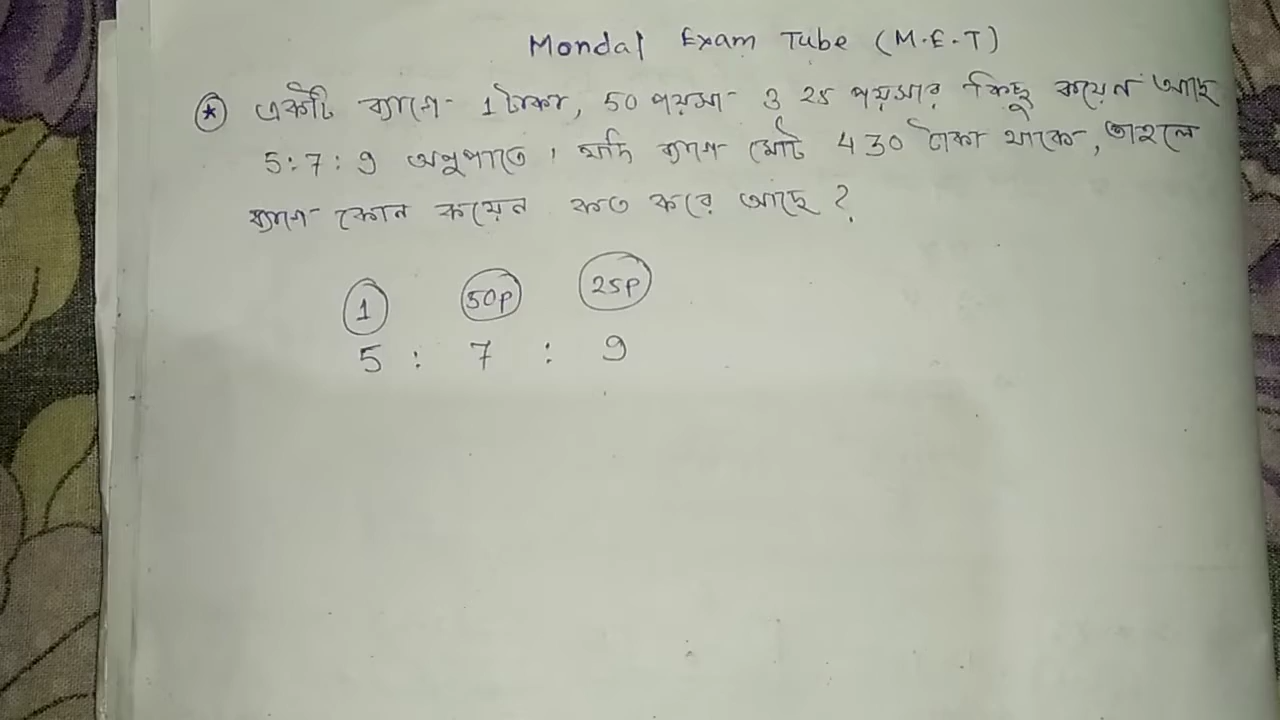 Mondal Exam Tube (M.E.T)
* একটি ব্যাগে 1 টাকা, 50 পয়সা ও 25 পয়সার কিছু কয়েন আছে
5:7:9 অনুপাতে। যদি ব্যাগে মোট 430 টাকা থাকে, তাহলে
ব্যাগে কোন কয়েন কত করে আছে?
1 50p 25p
5 : 7 : 9